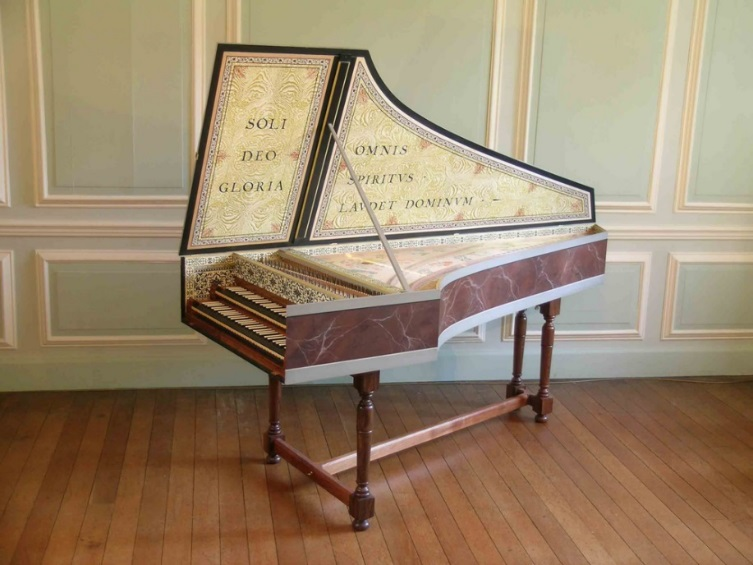 SOLI
DEO
GLORIA
OMNIS
SPIRITVS
LAVDET DOMINVM